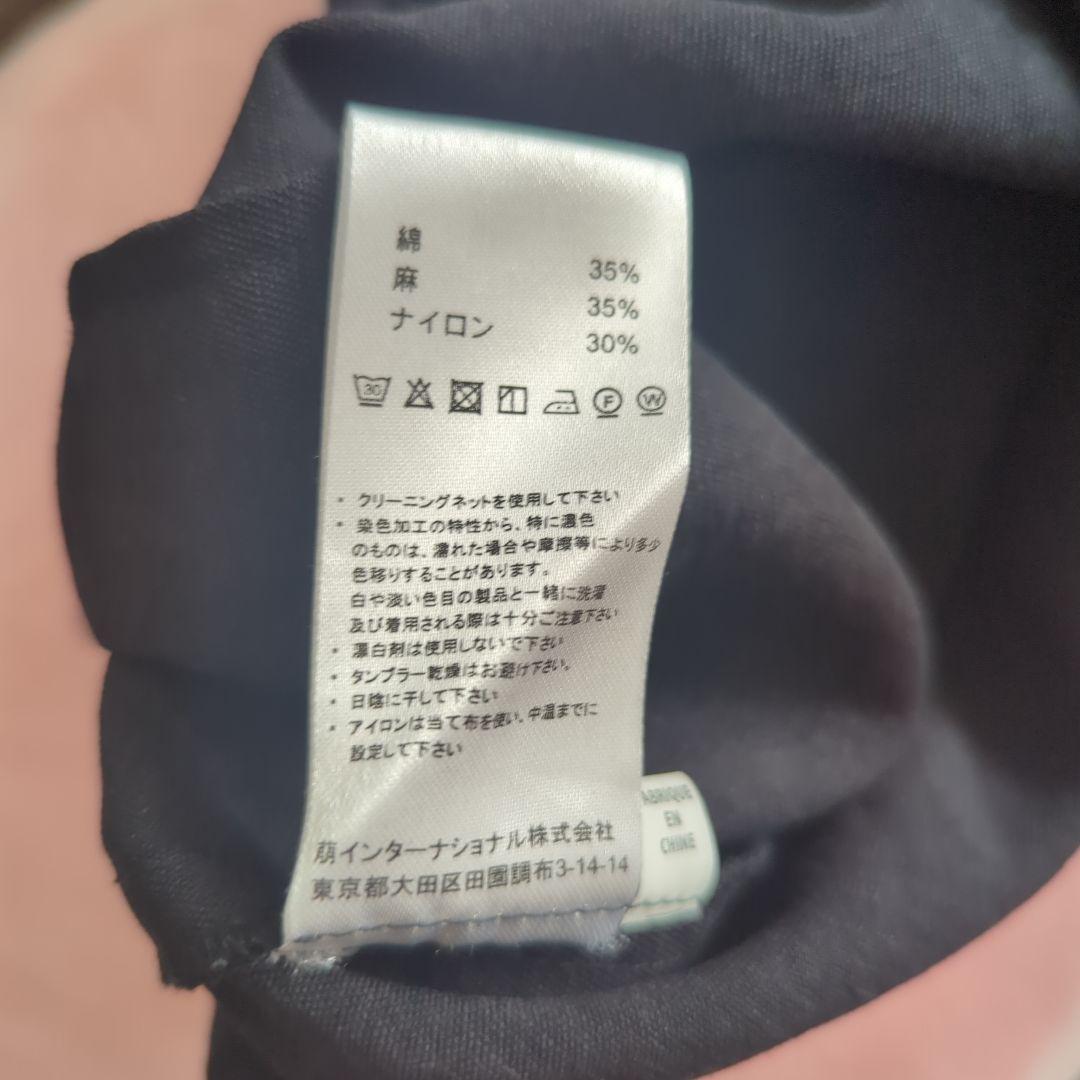 綿
麻
ナイロン
35%
35%
30%
30
F
W
・クリーニングネットを使用して下さい
・染色加工の特性から、特に濃色
のものは、濡れた場合や摩擦等により多少
色移りすることがあります。
白や淡い色目の製品と一緒に洗濯
及び着用される際は十分ご注意下さい
・漂白剤は使用しないで下さい
・タンブラー乾燥はお避け下さい。
・日陰に干して下さい
・アイロンは当て布を使い、中温までに
設定して下さい
萠インターナショナル株式会社
東京都大田区田園調布3-14-14
ABRIQUE
EN
CHINE